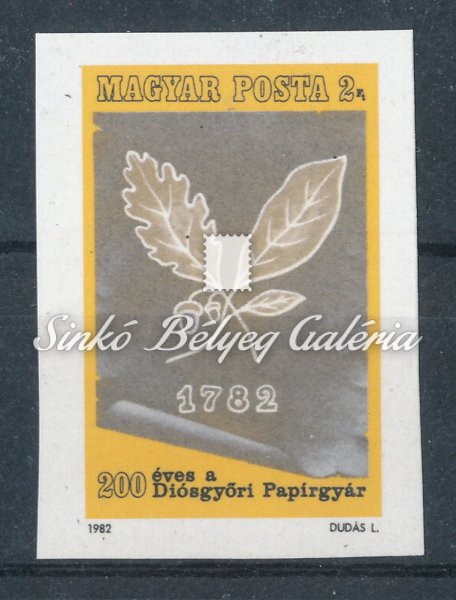 MAGYAR POSTA 2Ft
Sinkó Bélyeg Galéria
1782
200 éves a
Diósgyőri Papírgyár
1982 DUDÁS L.